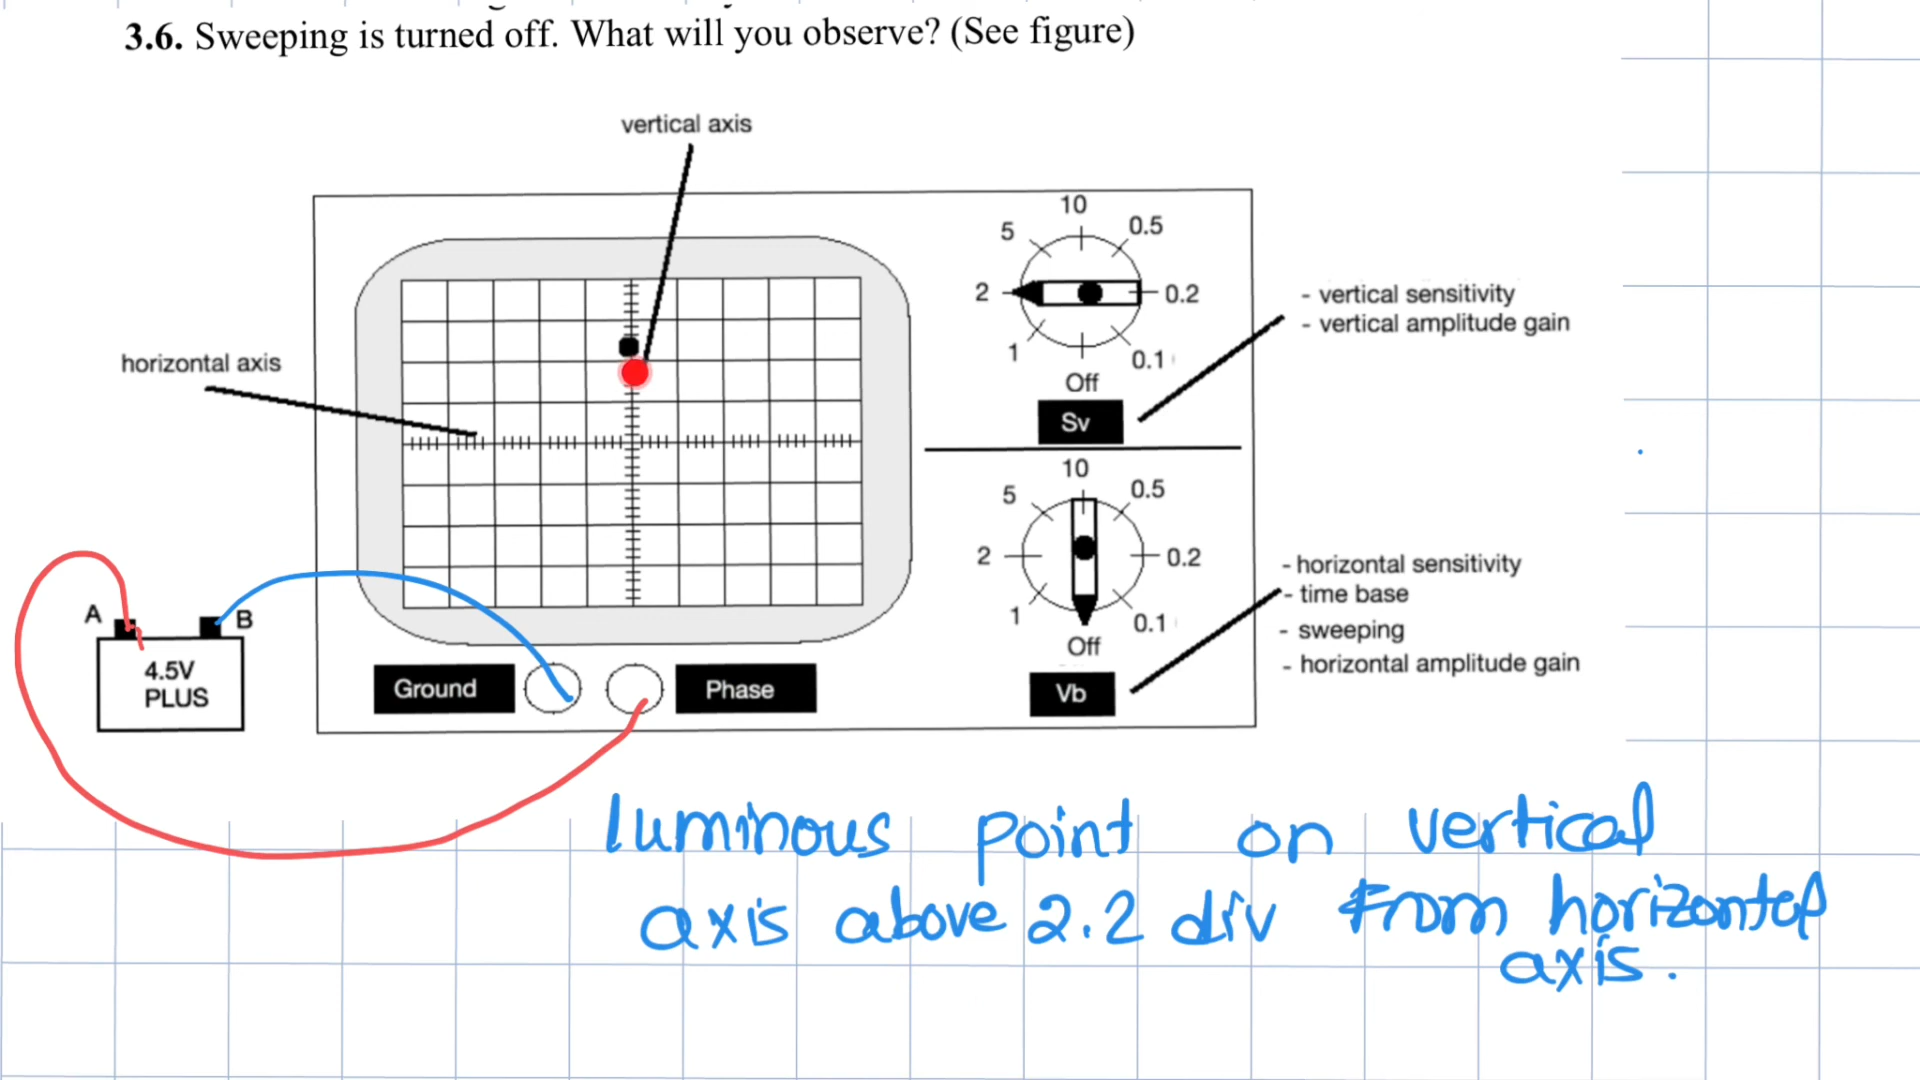 3.6. Sweeping is turned off. What will you observe? (See figure)
vertical axis
horizontal axis
10
5
0.5
2
0.2
1
0.1
Off
Sv
- vertical sensitivity
- vertical amplitude gain
10
5
0.5
2
0.2
1
0.1
Off
Vb
- horizontal sensitivity
- time base
- sweeping
- horizontal amplitude gain
A
B
4.5V
PLUS
Ground
Phase
luminous point on vertical
axis above 2.2 div from horizontal
axis.